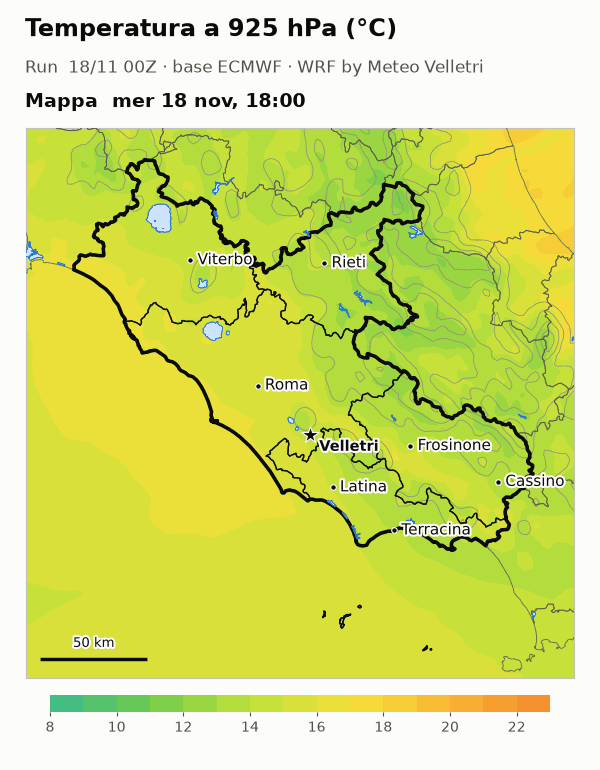 Temperatura a 925 hPa (°C)
Run  18/11 00Z · base ECMWF · WRF by Meteo Velletri
Mappa  mer 18 nov, 18:00
Viterbo
Rieti
Roma
Velletri
Frosinone
Latina
Cassino
Terracina
50 km
8 10 12 14 16 18 20 22